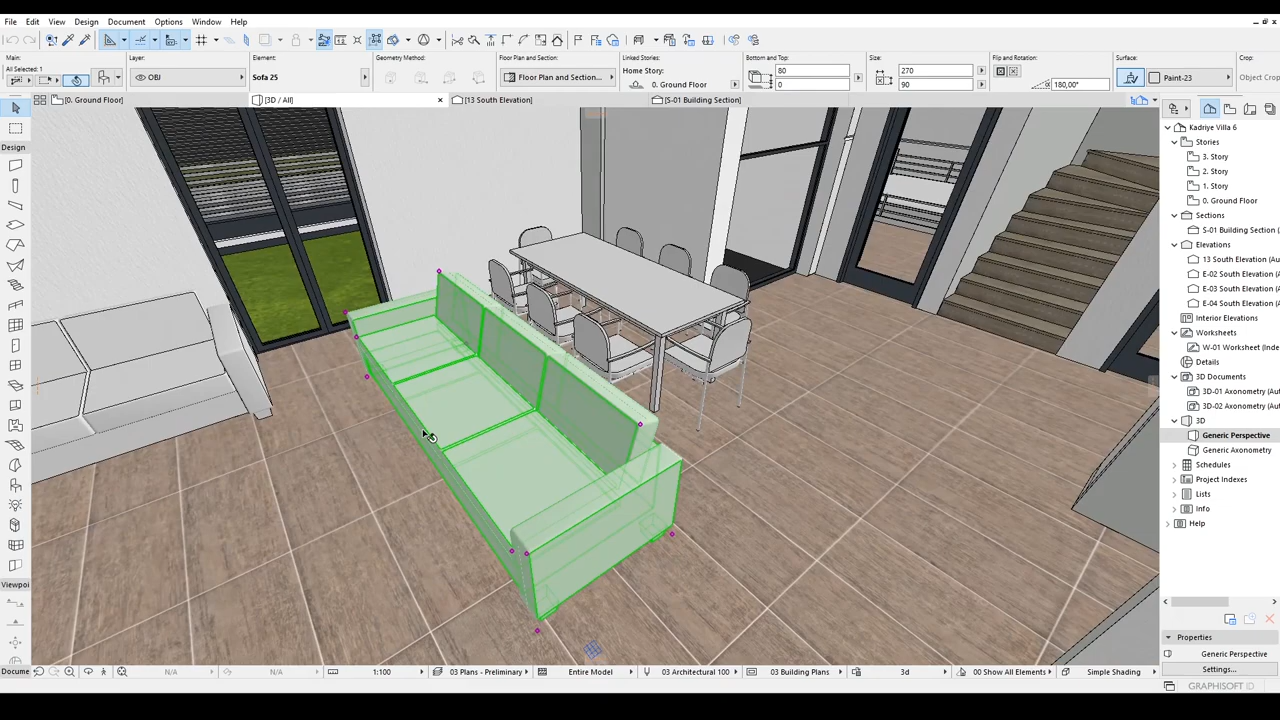 File Edit View Design Document Options Window Help
Main:
All Selected: 1
Layer:
OBJ
Element:
Sofa 25
Geometry Method:
Floor Plan and Section:
Floor Plan and Section...
Linked Stories:
Home Story:
0. Ground Floor
Bottom and Top:
80
0
Size:
270
90
Flip and Rotation:
180,00°
Surface:
Paint-23
Crop:
Object Crop
[0. Ground Floor]
[3D / All]
[13 South Elevation]
[S-01 Building Section]
Design
Viewpoi
Docume
Kadriye Villa 6
Stories
3. Story
2. Story
1. Story
0. Ground Floor
Sections
S-01 Building Section (
Elevations
13 South Elevation (A
E-02 South Elevation (
E-03 South Elevation (
E-04 South Elevation (
Interior Elevations
Worksheets
W-01 Worksheet (Inde
Details
3D Documents
3D-01 Axonometry (Aut
3D-02 Axonometry (Aut
3D
Generic Perspective
Generic Axonometry
Schedules
Project Indexes
Lists
Info
Help
Properties
Generic Perspective
Settings...
N/A N/A 1:100 03 Plans - Preliminary Entire Model 03 Architectural 100 03 Building Plans 3d 00 Show All Elements Simple Shading
GRAPHISOFT